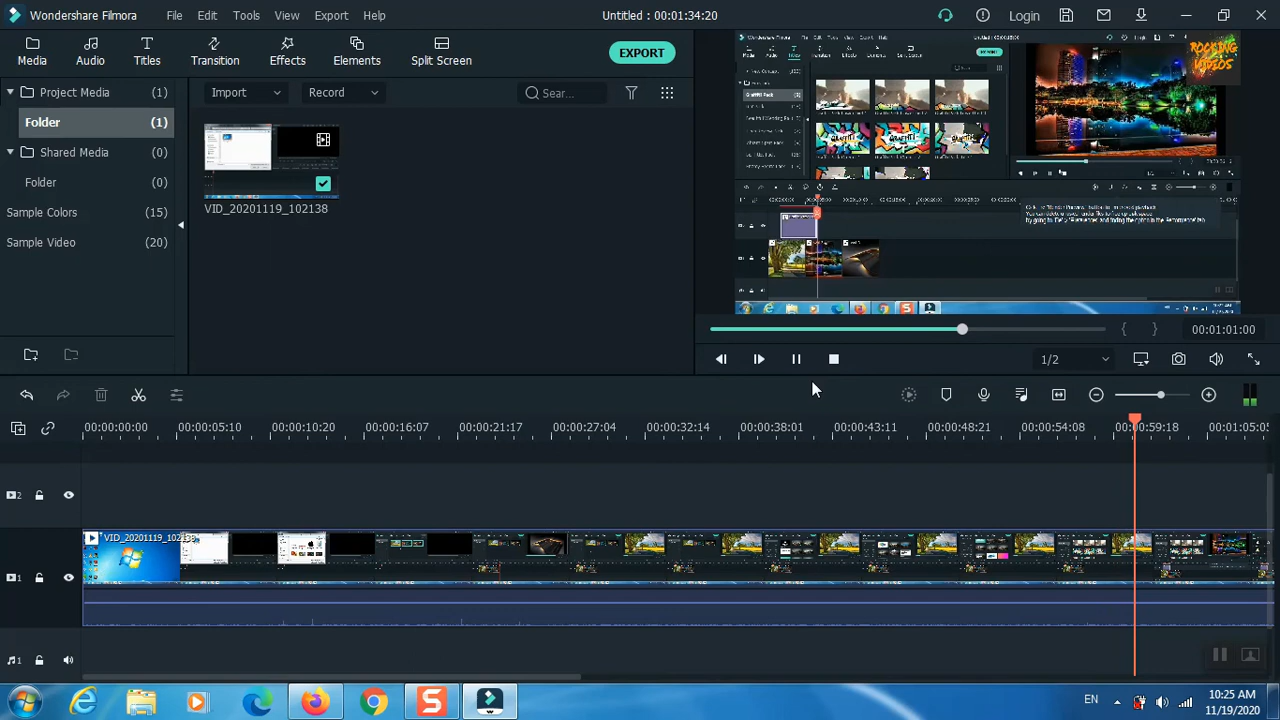 Wondershare Filmora
File
Edit
Tools
View
Export
Help
Untitled : 00:01:34:20
Login
Media
Audio
Titles
Transition
Effects
Elements
Split Screen
EXPORT
Project Media (1)
Folder (1)
Shared Media (0)
Folder (0)
Sample Colors (15)
Sample Video (20)
Import
Record
Sear...
VID_20201119_102138
ROCKING
VIDEOS
00:01:01:00
1/2
00:00:00:00
00:00:05:10
00:00:10:20
00:00:16:07
00:00:21:17
00:00:27:04
00:00:32:14
00:00:38:01
00:00:43:11
00:00:48:21
00:00:54:08
00:00:59:18
00:01:05:05
2
1
VID_20201119_102138
1
EN
10:25 AM
11/19/2020